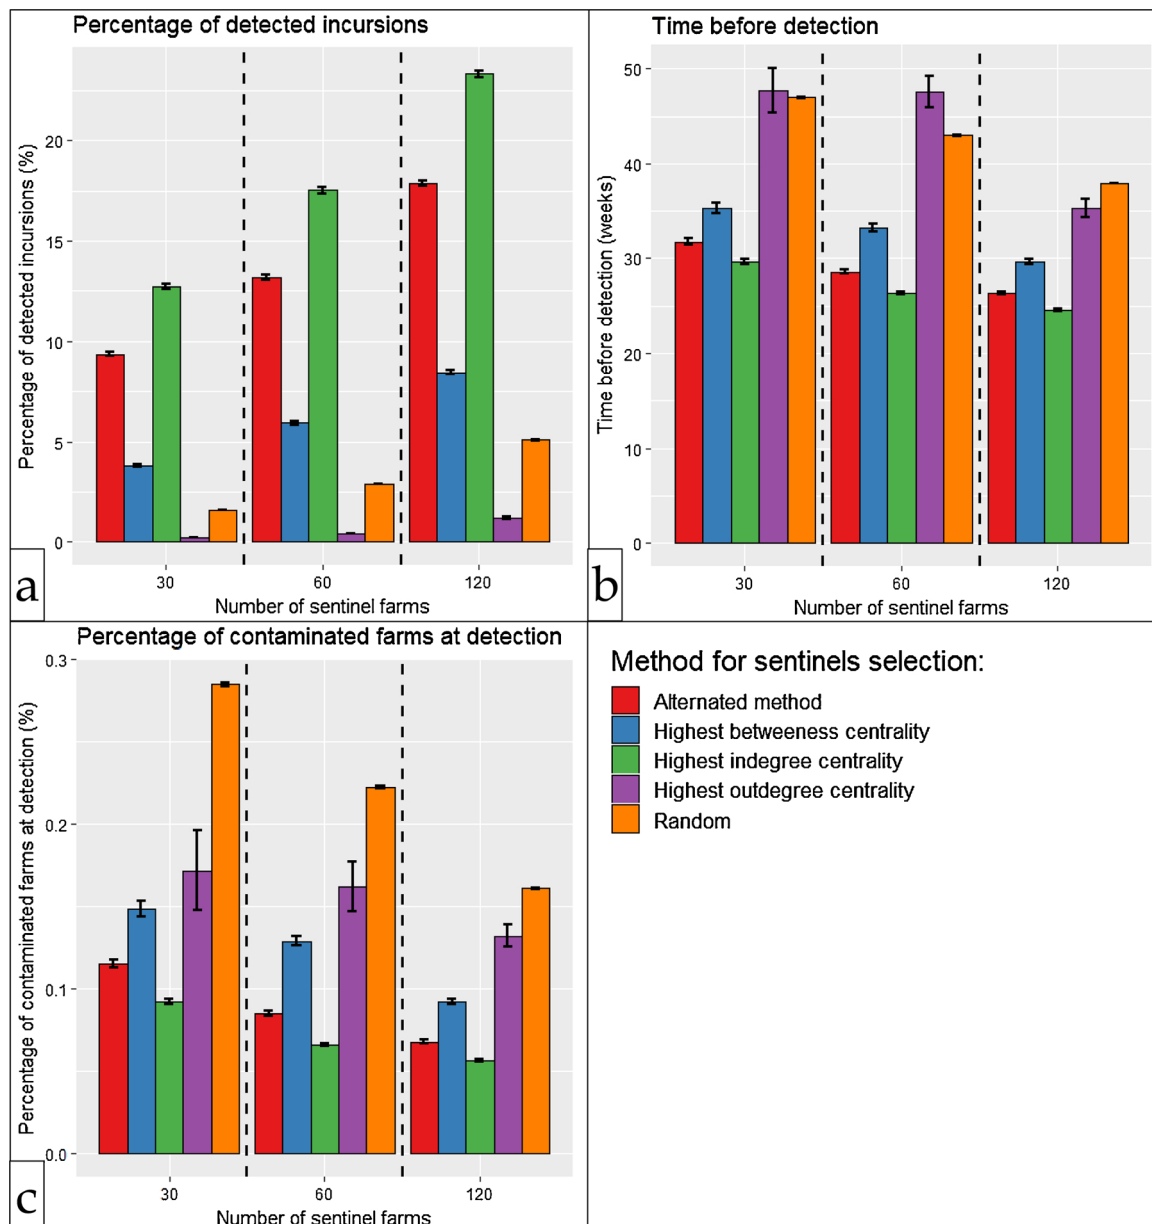 Percentage of detected incursions
Percentage of detected incursions (%)
20
15
10
5
0
30
60
120
Number of sentinel farms
a
Time before detection
Time before detection (weeks)
50
40
30
20
10
0
30
60
120
Number of sentinel farms
b
Percentage of contaminated farms at detection
Percentage of contaminated farms at detection (%)
0.3
0.2
0.1
0.0
30
60
120
Number of sentinel farms
c
Method for sentinels selection:
Alternated method
Highest betweeness centrality
Highest indegree centrality
Highest outdegree centrality
Random